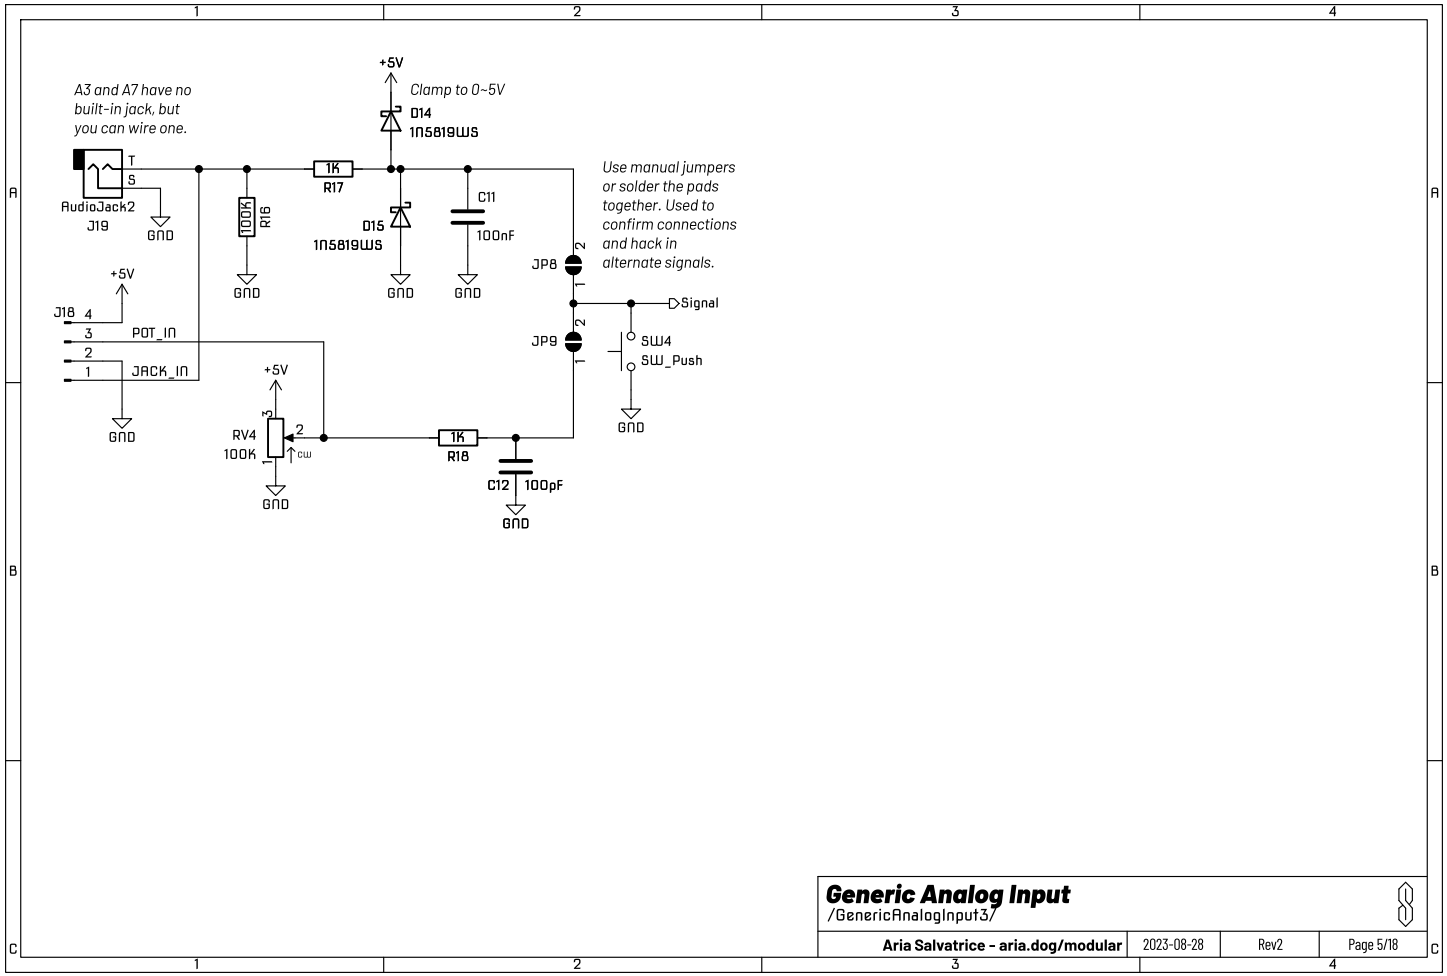 1 2 3 4
+5V
A3 and A7 have no
built-in jack, but
you can wire one.
Clamp to 0~5V
D14
1N5819WS
T
S
AudioJack2
J19
GND
1K
R17
100K
R16
GND
D15
1N5819WS
GND
C11
100nF
GND
Use manual jumpers
or solder the pads
together. Used to
confirm connections
and hack in
alternate signals.
A
A
2
JP8
1
Signal
2
JP9
1
SW4
SW_Push
GND
+5V
J18
4
3
POT_IN
2
1
JACK_IN
GND
+5V
3
RV4
2
100K
CW
1
GND
1K
R18
C12
100pF
GND
B
B
Generic Analog Input
/GenericAnalogInput3/
Aria Salvatrice - aria.dog/modular
2023-08-28
Rev2
Page 5/18
C
C
1 2 3 4